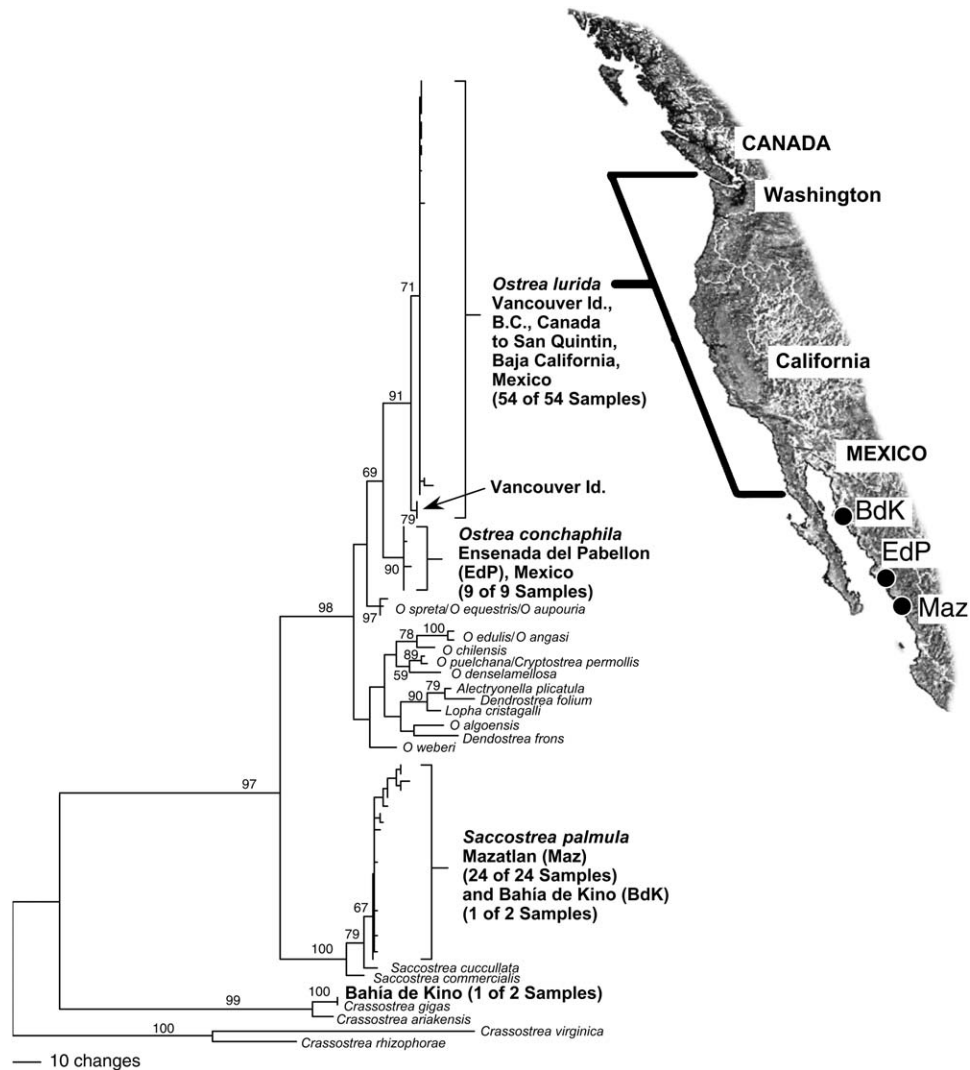 CANADA
Washington
California
MEXICO
BdK
EdP
Maz
71
Ostrea lurida
Vancouver Id.,
B.C., Canada
to San Quintin,
Baja California,
Mexico
(54 of 54 Samples)
91
69
Vancouver Id.
79
Ostrea conchaphila
Ensenada del Pabellon
(EdP), Mexico
(9 of 9 Samples)
90
98
97
O spreta/O equestris/O aupouria
78
100
O edulis/O angasi
O chilensis
89
O puelchana/Cryptostrea permollis
59
O denselamellosa
79
Alectryonella plicatula
90
Dendrostrea folium
Lopha cristagalli
O algoensis
Dendostrea frons
O weberi
97
Saccostrea palmula
Mazatlan (Maz)
(24 of 24 Samples)
and Bahía de Kino (BdK)
(1 of 2 Samples)
67
79
100
Saccostrea cuccullata
Saccostrea commercialis
100
Bahía de Kino (1 of 2 Samples)
99
Crassostrea gigas
Crassostrea ariakensis
100
Crassostrea virginica
Crassostrea rhizophorae
10 changes